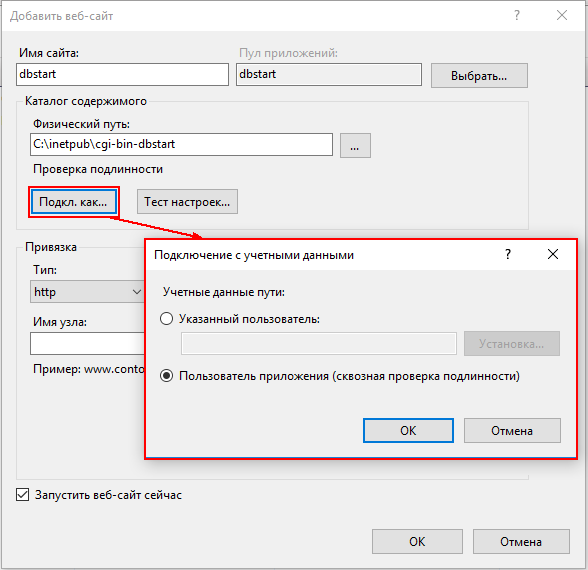 Добавить веб-сайт
?
Имя сайта:
Пул приложений:
dbstart
dbstart
Выбрать...
Каталог содержимого
Физический путь:
C:\inetpub\cgi-bin-dbstart
...
Проверка подлинности
Подкл. как...
Тест настроек...
Привязка
Тип:
http
Имя узла:
Пример: www.conto
Подключение с учетными данными
?
Учетные данные пути:
Указанный пользователь:
Установка...
Пользователь приложения (сквозная проверка подлинности)
OK
Отмена
Запустить веб-сайт сейчас
OK
Отмена